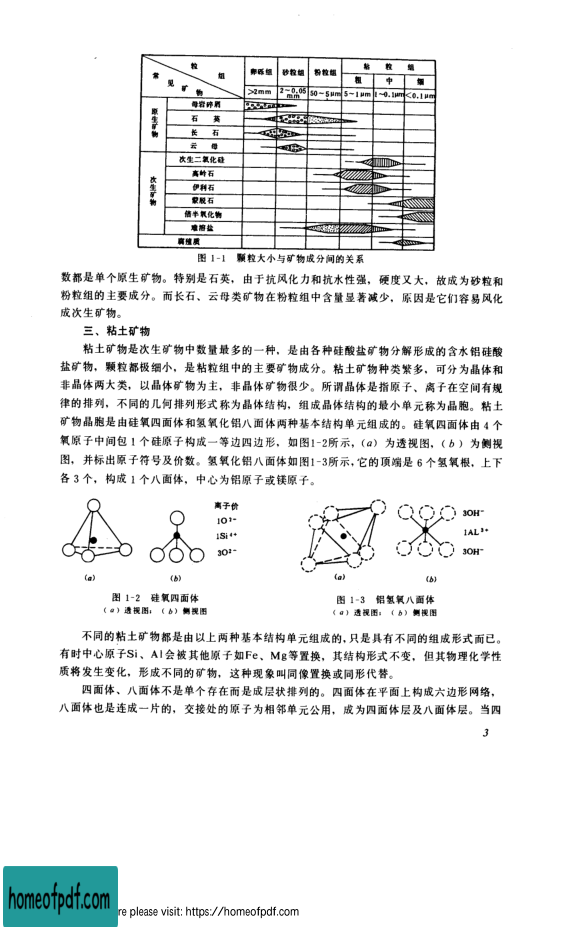 粒 组
常 见 矿 物
卵砾组 砂粒组 粉粒组 粘 粒 组
粗 中 细
>2mm 2~0.05mm 50~5μm 5~1μm 1~0.1μm <0.1μm
原生矿物
母岩碎屑
石 英
长 石
云 母
次生矿物
次生二氧化硅
高岭石
伊利石
蒙脱石
倍半氧化物
难溶盐
腐殖质
图 1-1 颗粒大小与矿物成分间的关系
数都是单个原生矿物。特别是石英，由于抗风化力和抗水性强，硬度又大，故成为砂粒和
粉粒组的主要成分。而长石、云母类矿物在粉粒组中含量显著减少，原因是它们容易风化
成次生矿物。
三、粘土矿物
粘土矿物是次生矿物中数量最多的一种，是由各种硅酸盐矿物分解形成的含水铝硅酸
盐矿物，颗粒都极细小，是粘粒组中的主要矿物成分。粘土矿物种类繁多，可分为晶体和
非晶体两大类，以晶体矿物为主，非晶体矿物很少。所谓晶体是指原子、离子在空间有规
律的排列，不同的几何排列形式称为晶体结构，组成晶体结构的最小单元称为晶胞。粘土
矿物晶胞是由硅氧四面体和氢氧化铝八面体两种基本结构单元组成的。硅氧四面体由 4 个
氧原子中间包 1 个硅原子构成一等边四边形，如图1-2所示，(a) 为透视图，(b) 为侧视
图，并标出原子符号及价数。氢氧化铝八面体如图1-3所示，它的顶端是 6 个氢氧根，上下
各 3 个，构成 1 个八面体，中心为铝原子或镁原子。
离子价
1O²⁻
1Si⁴⁺
3O²⁻
(a) (b)
3OH⁻
1AL³⁺
3OH⁻
(a) (b)
图 1-2 硅氧四面体
(a) 透视图； (b) 侧视图
图 1-3 铝氢氧八面体
(a) 透视图； (b) 侧视图
不同的粘土矿物都是由以上两种基本结构单元组成的，只是具有不同的组成形式而已。
有时中心原子Si、Al会被其他原子如Fe、Mg等置换，其结构形式不变，但其物理化学性
质将发生变化，形成不同的矿物，这种现象叫同像置换或同形代替。
四面体、八面体不是单个存在而是成层状排列的。四面体在平面上构成六边形网络，
八面体也是连成一片的，交接处的原子为相邻单元公用，成为四面体层及八面体层。当四
3
homeofpdf.com
re please visit: https://homeofpdf.com